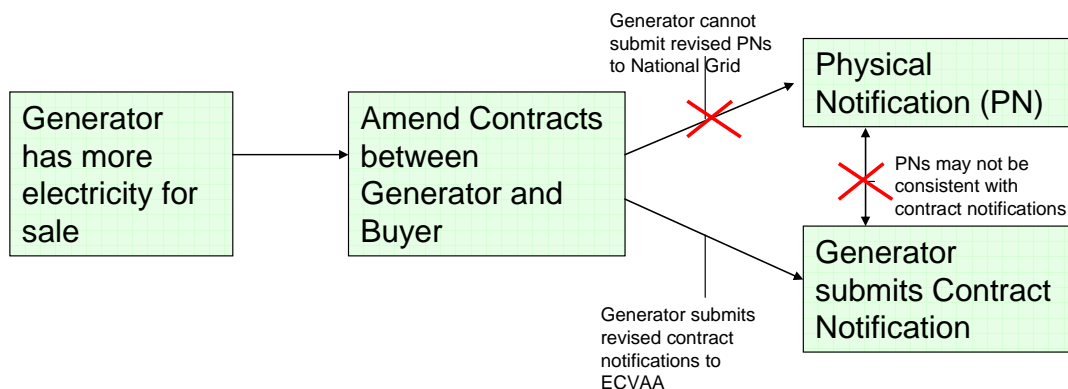 Generator cannot
submit revised PNs
to National Grid
Physical
Notification (PN)
Generator
has more
electricity for
sale
Amend Contracts
between
Generator and
Buyer
PNs may not be
consistent with
contract notifications
Generator
submits Contract
Notification
Generator submits
revised contract
notifications to
ECVAA